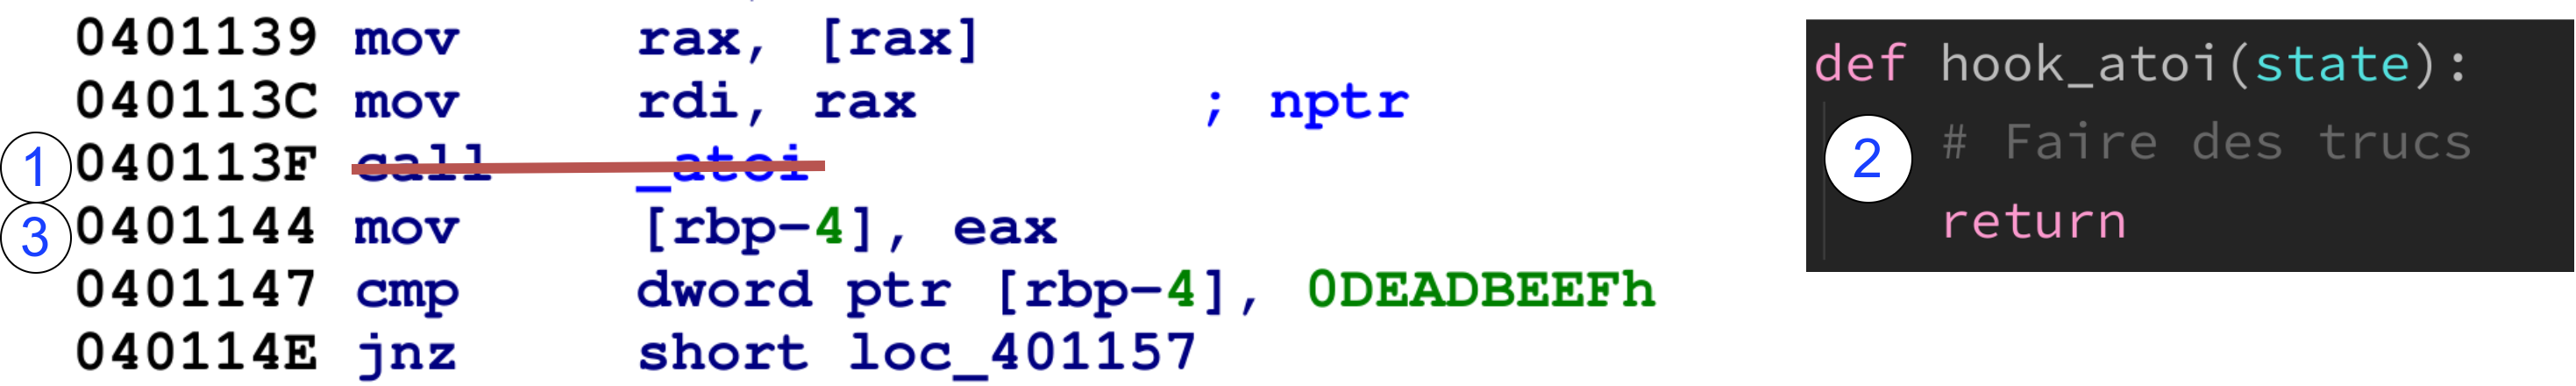 0401139 mov rax, [rax]
040113C mov rdi, rax ; nptr
1 040113F call _atoi
3 0401144 mov [rbp-4], eax
0401147 cmp dword ptr [rbp-4], 0DEADBEEFh
040114E jnz short loc_401157
def hook_atoi(state):
2 # Faire des trucs
return